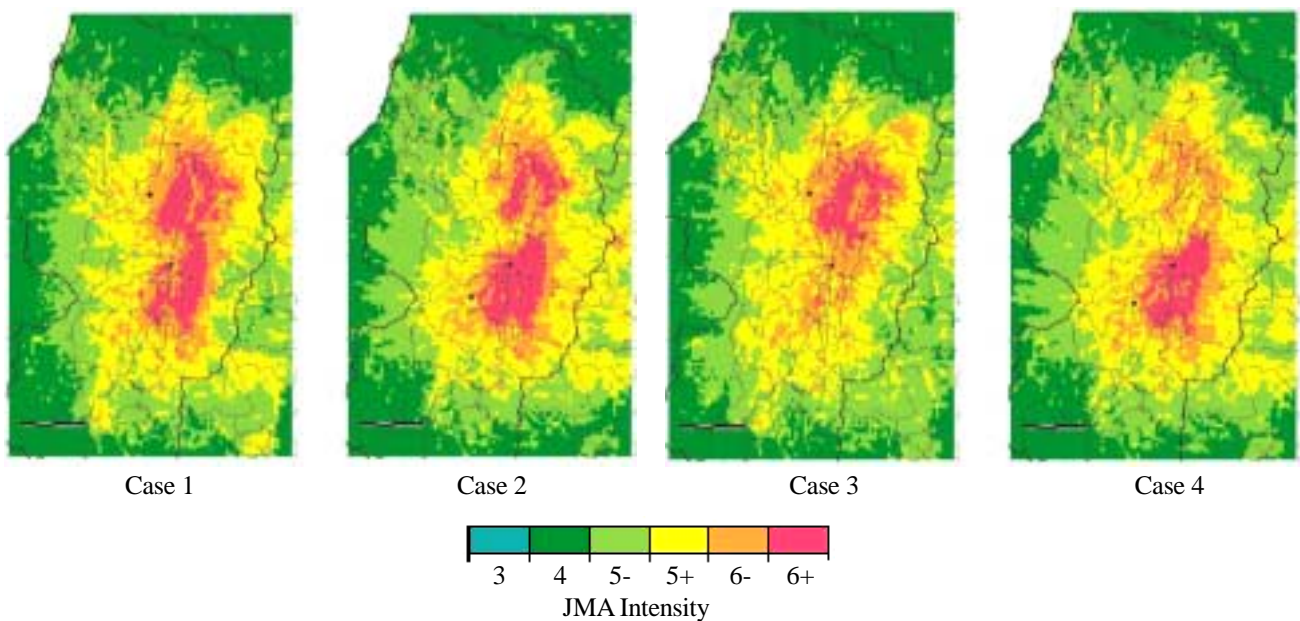 Case 1
Case 2
Case 3
Case 4
3 4 5- 5+ 6- 6+
JMA Intensity